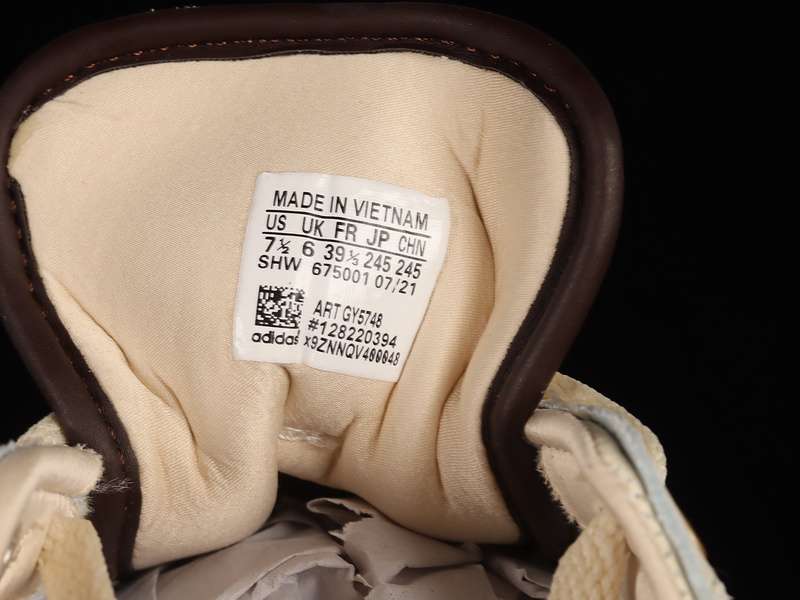 MADE IN VIETNAM
US UK FR JP CHN
7½ 6 39⅓ 245 245
SHW 675001 07/21
ART GY5748
#128220394
adidas x9ZNNQV400048